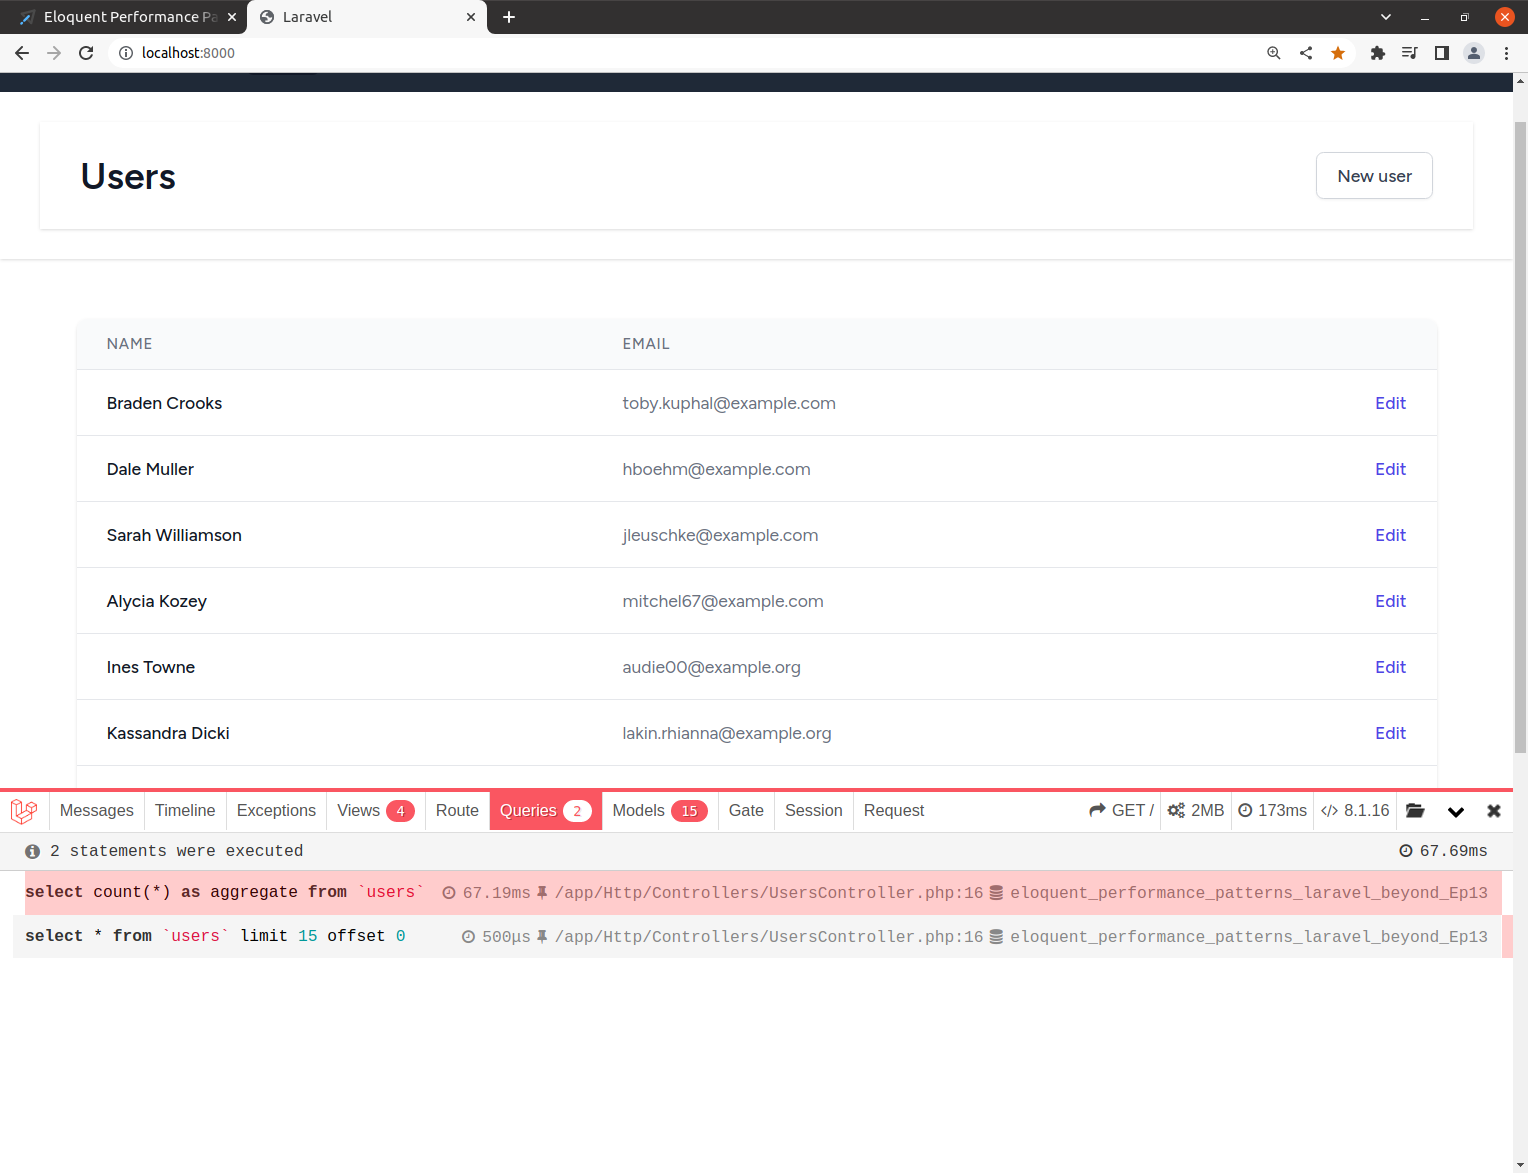 Eloquent Performance Pa
Laravel
localhost:8000
Users
New user
NAME EMAIL
Braden Crooks toby.kuphal@example.com Edit
Dale Muller hboehm@example.com Edit
Sarah Williamson jleuschke@example.com Edit
Alycia Kozey mitchel67@example.com Edit
Ines Towne audie00@example.org Edit
Kassandra Dicki lakin.rhianna@example.org Edit
Messages Timeline Exceptions Views 4 Route Queries 2 Models 15 Gate Session Request GET / 2MB 173ms </> 8.1.16
2 statements were executed 67.69ms
select count(*) as aggregate from `users` 67.19ms /app/Http/Controllers/UsersController.php:16 eloquent_performance_patterns_laravel_beyond_Ep13
select * from `users` limit 15 offset 0 500μs /app/Http/Controllers/UsersController.php:16 eloquent_performance_patterns_laravel_beyond_Ep13